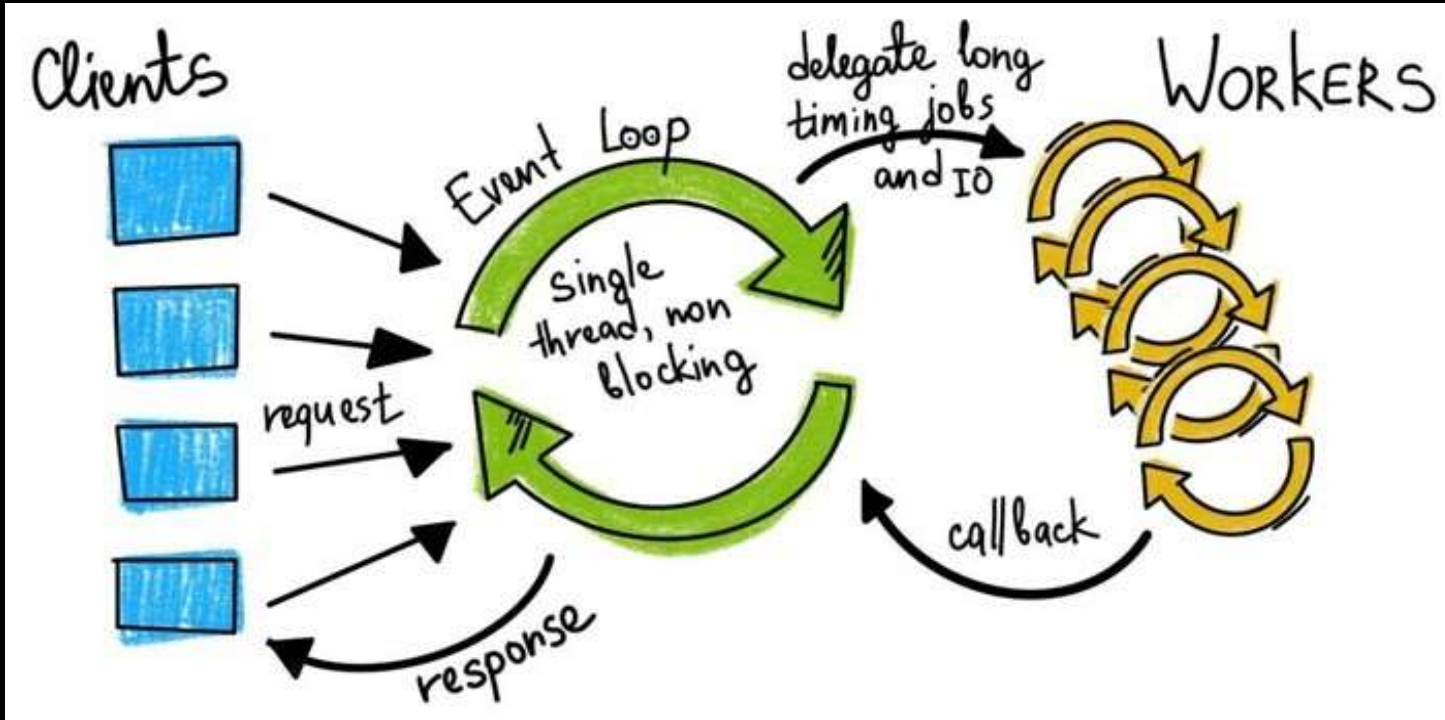 Clients
request
Event Loop
single
thread, non
blocking
response
delegate long
timing jobs
and IO
callback
WORKERS